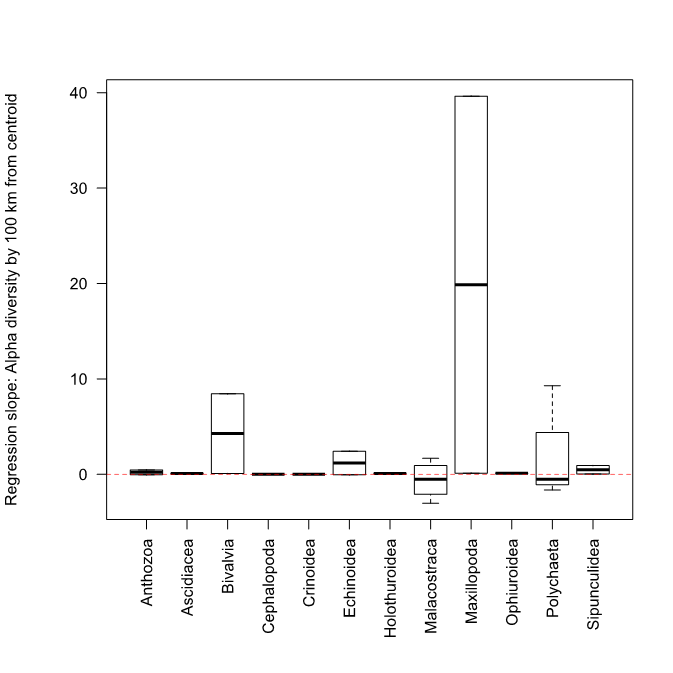 Regression slope: Alpha diversity by 100 km from centroid
40
30
20
10
0
Anthozoa
Ascidiacea
Bivalvia
Cephalopoda
Crinoidea
Echinoidea
Holothuroidea
Malacostraca
Maxillopoda
Ophiuroidea
Polychaeta
Sipunculidea